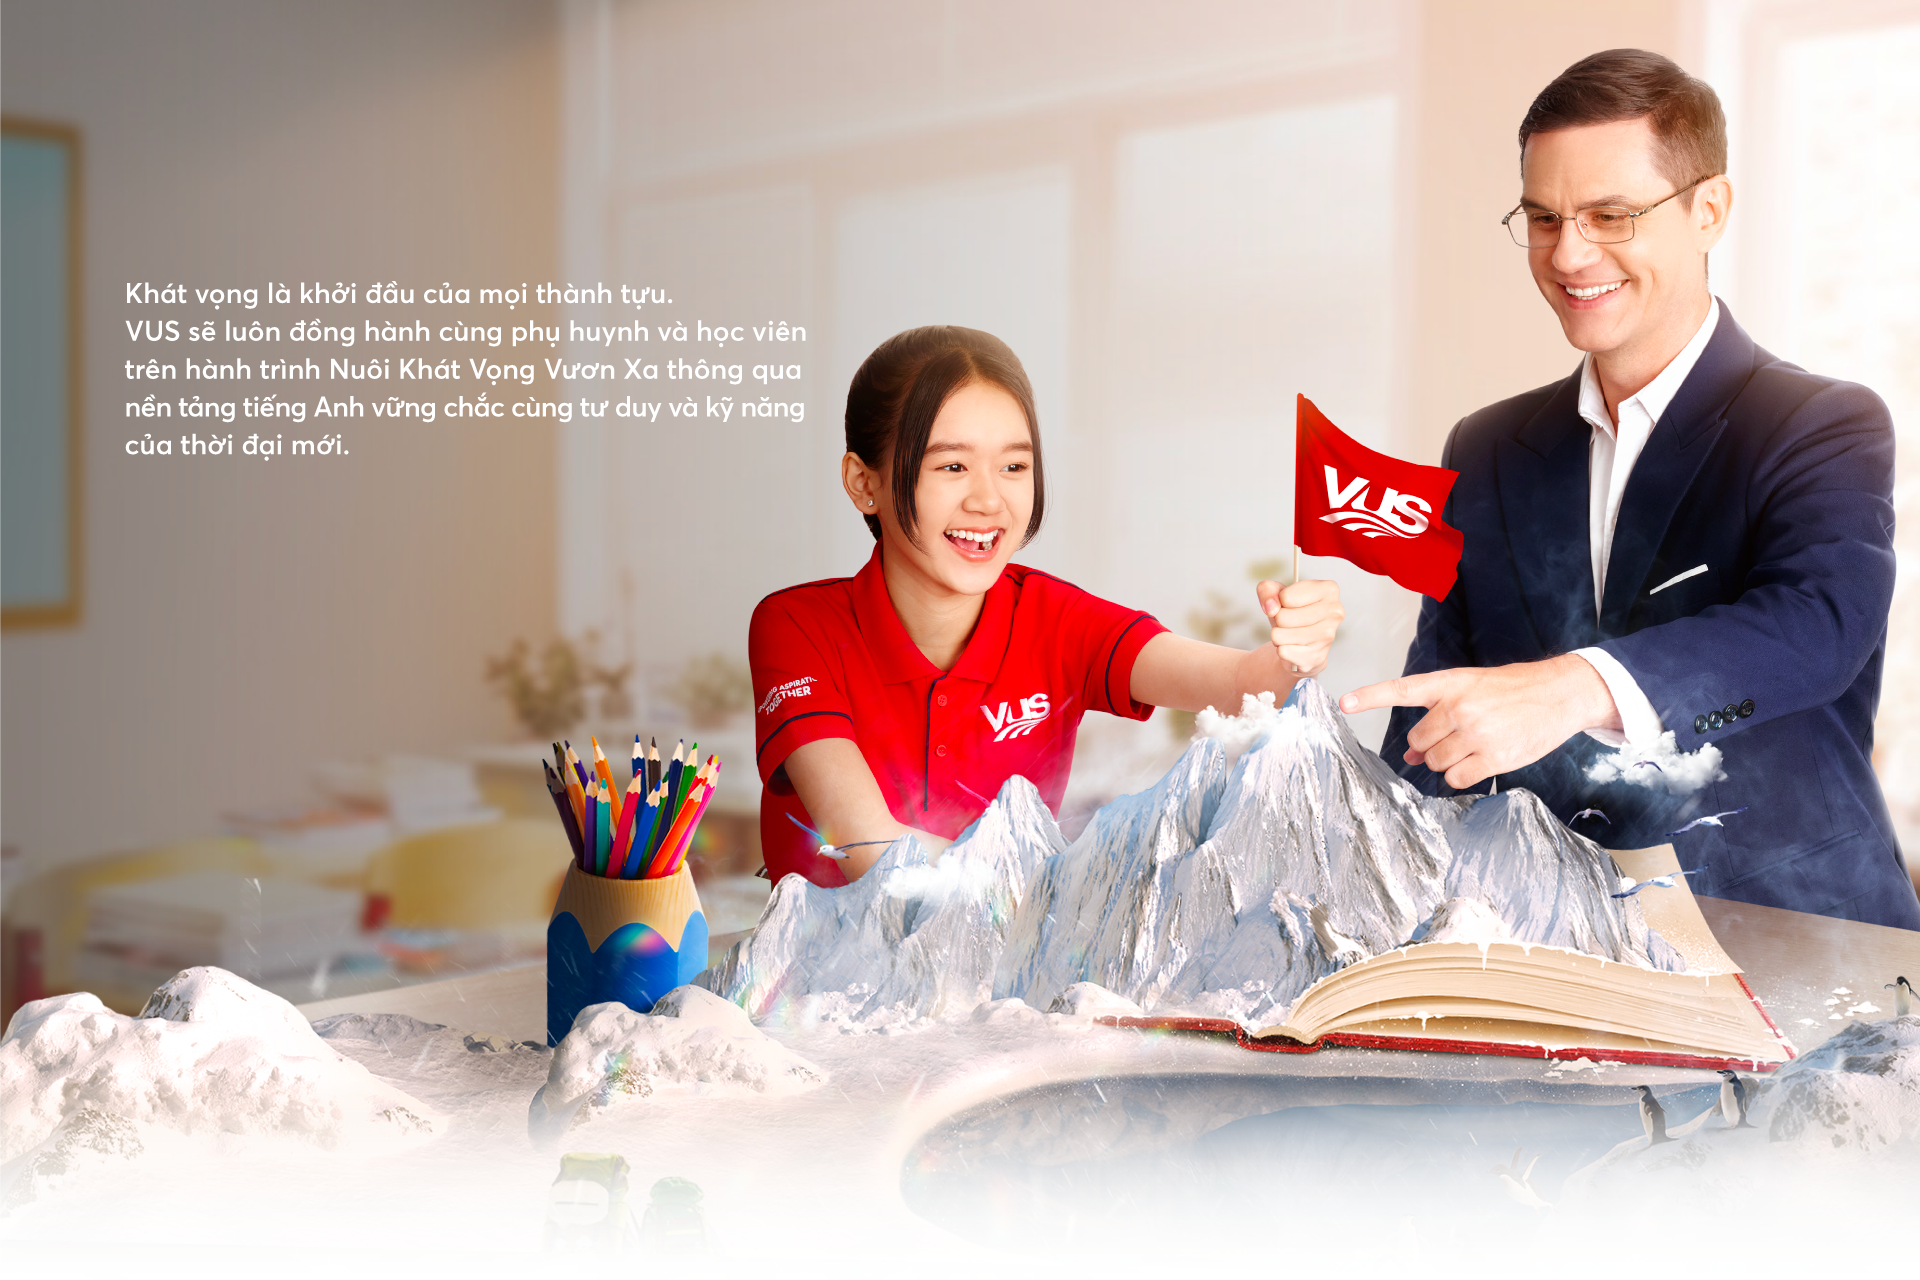 Khát vọng là khởi đầu của mọi thành tựu.
VUS sẽ luôn đồng hành cùng phụ huynh và học viên
trên hành trình Nuôi Khát Vọng Vươn Xa thông qua
nền tảng tiếng Anh vững chắc cùng tư duy và kỹ năng
của thời đại mới.
VUS
TOGETHER
VUS